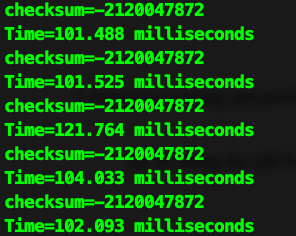 checksum=-2120047872
Time=101.488 milliseconds
checksum=-2120047872
Time=101.525 milliseconds
checksum=-2120047872
Time=121.764 milliseconds
checksum=-2120047872
Time=104.033 milliseconds
checksum=-2120047872
Time=102.093 milliseconds